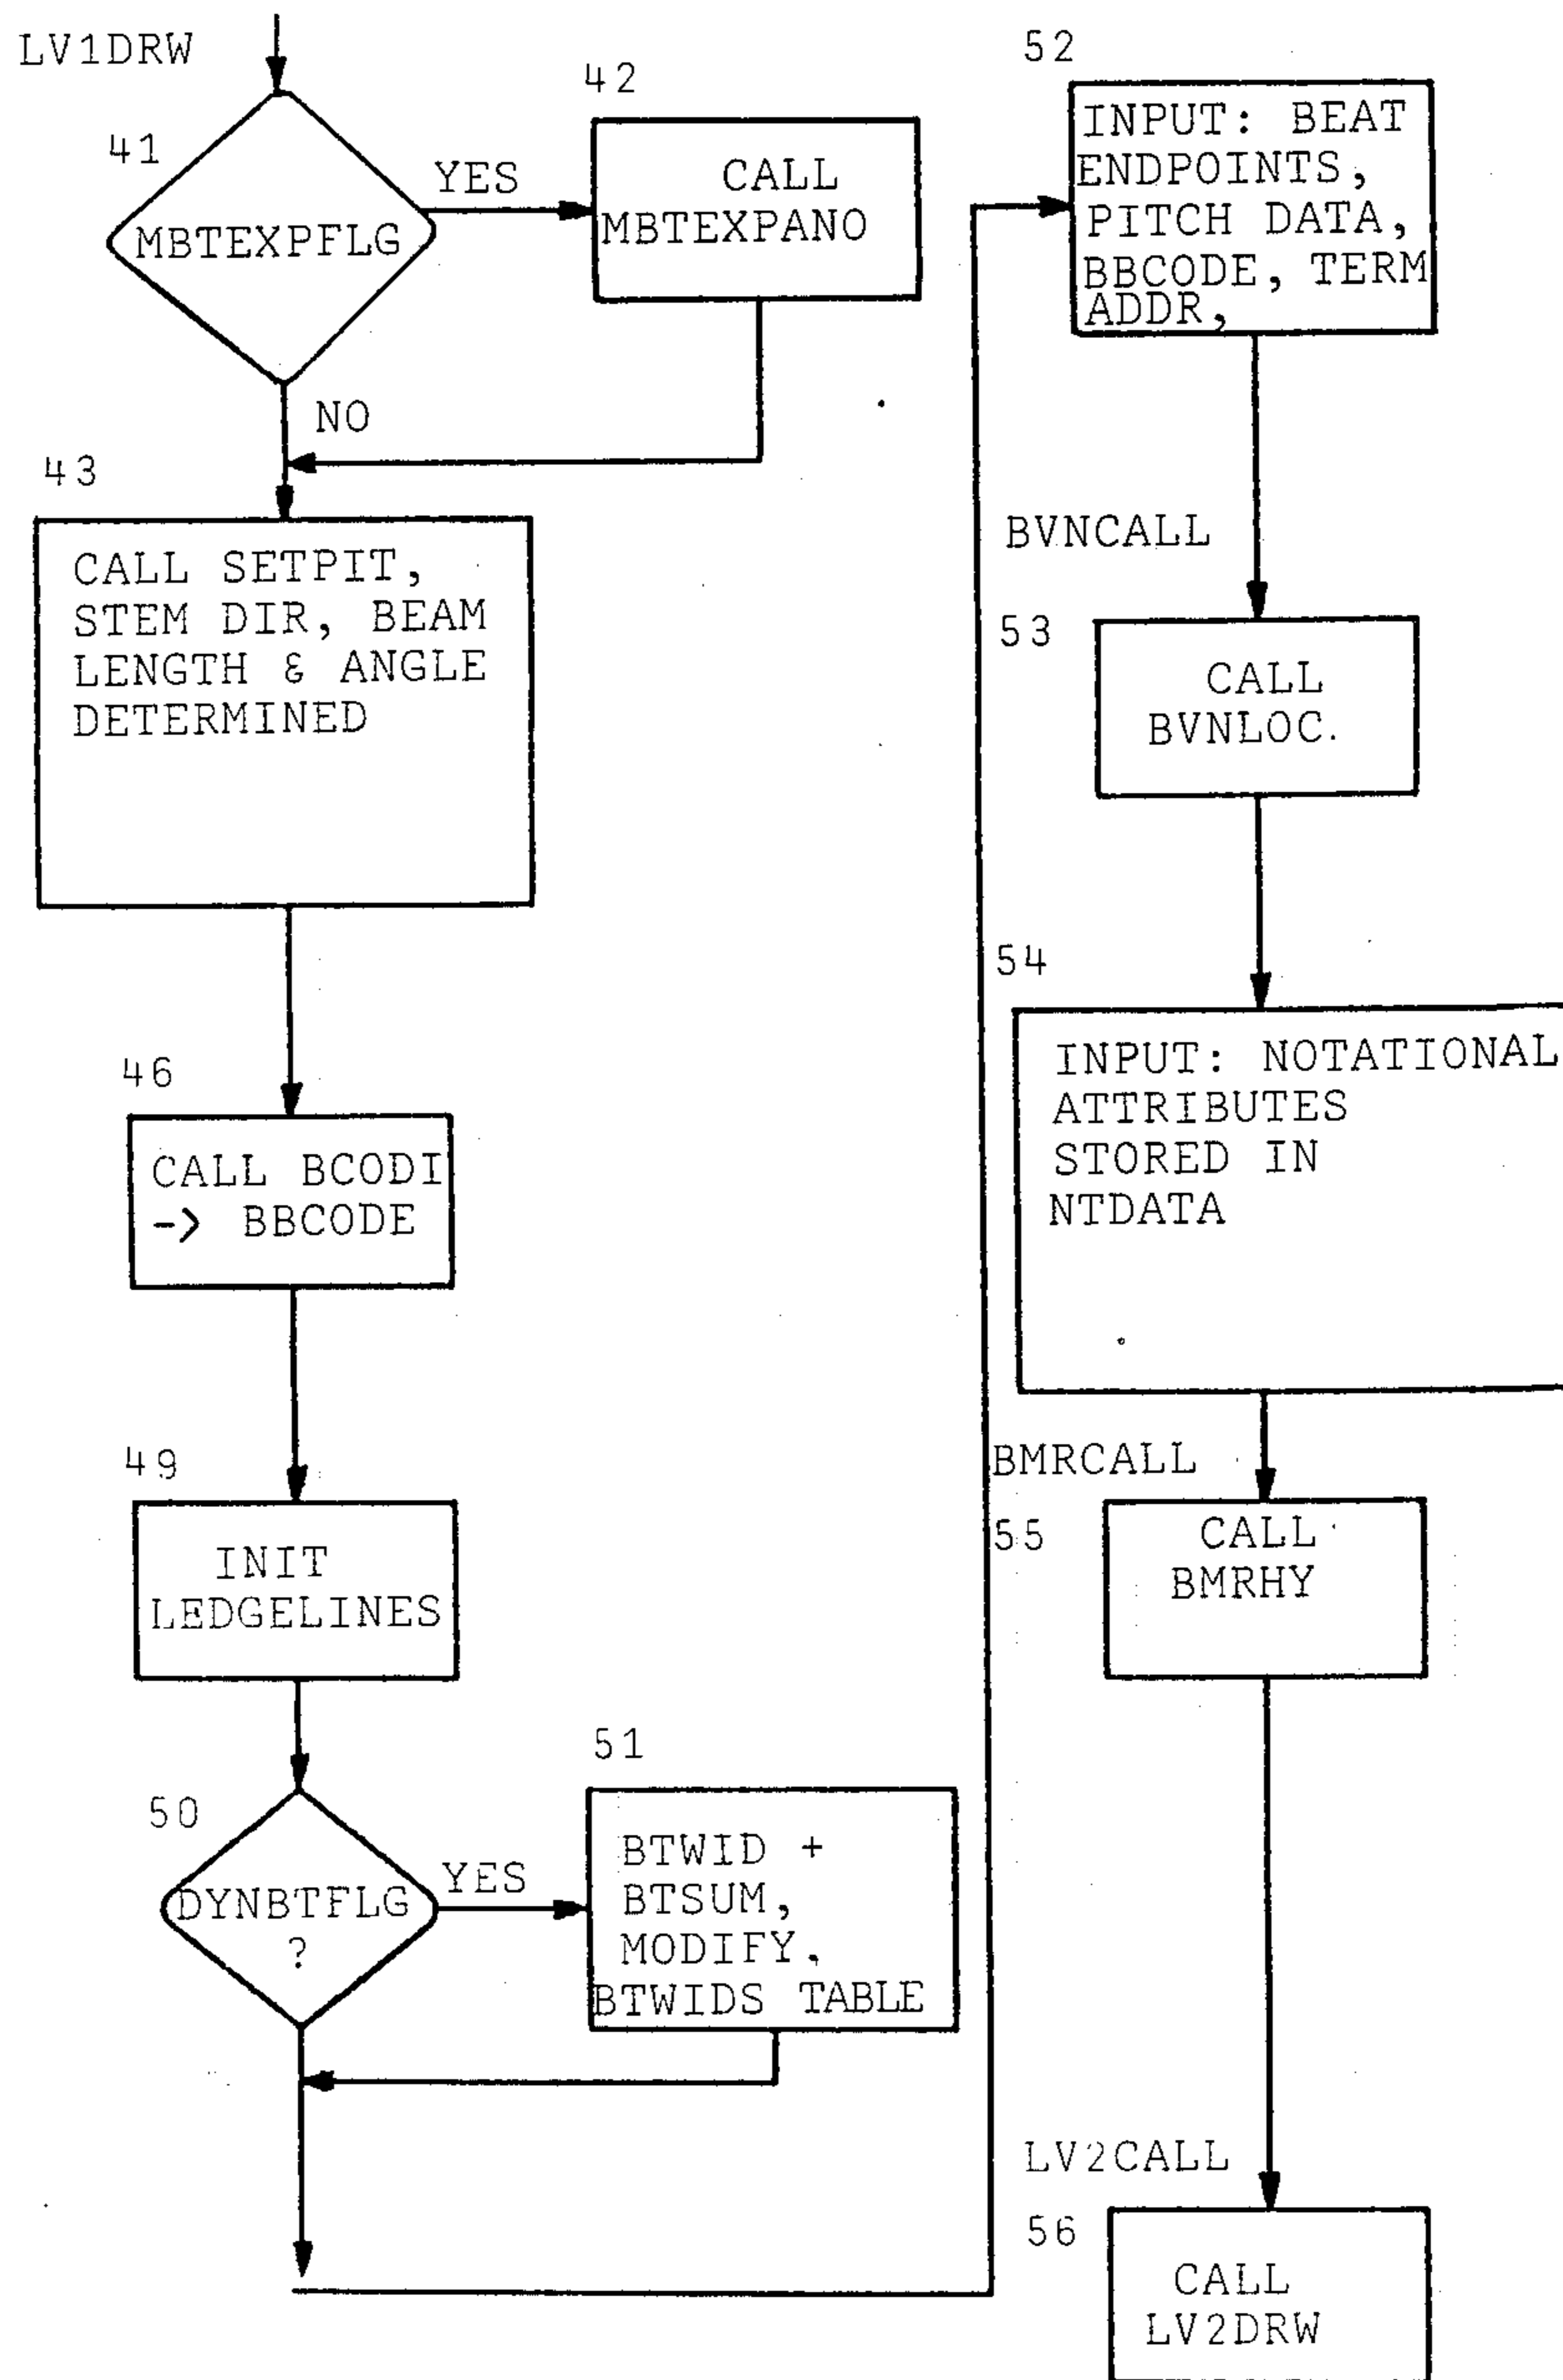 LV1DRW
41
MBTEXPFLG
YES
42
CALL
MBTEXPANO
NO
43
CALL SETPIT,
STEM DIR, BEAM
LENGTH & ANGLE
DETERMINED
46
CALL BCODI
-> BBCODE
49
INIT
LEDGELINES
50
DYNBTFLG
?
YES
51
BTWID +
BTSUM,
MODIFY.
BTWIDS TABLE
52
INPUT: BEAT
ENDPOINTS,
PITCH DATA,
BBCODE, TERM
ADDR,
BVNCALL
53
CALL
BVNLOC.
54
INPUT: NOTATIONAL
ATTRIBUTES
STORED IN
NTDATA
BMRCALL
55
CALL
BMRHY
LV2CALL
56
CALL
LV2DRW